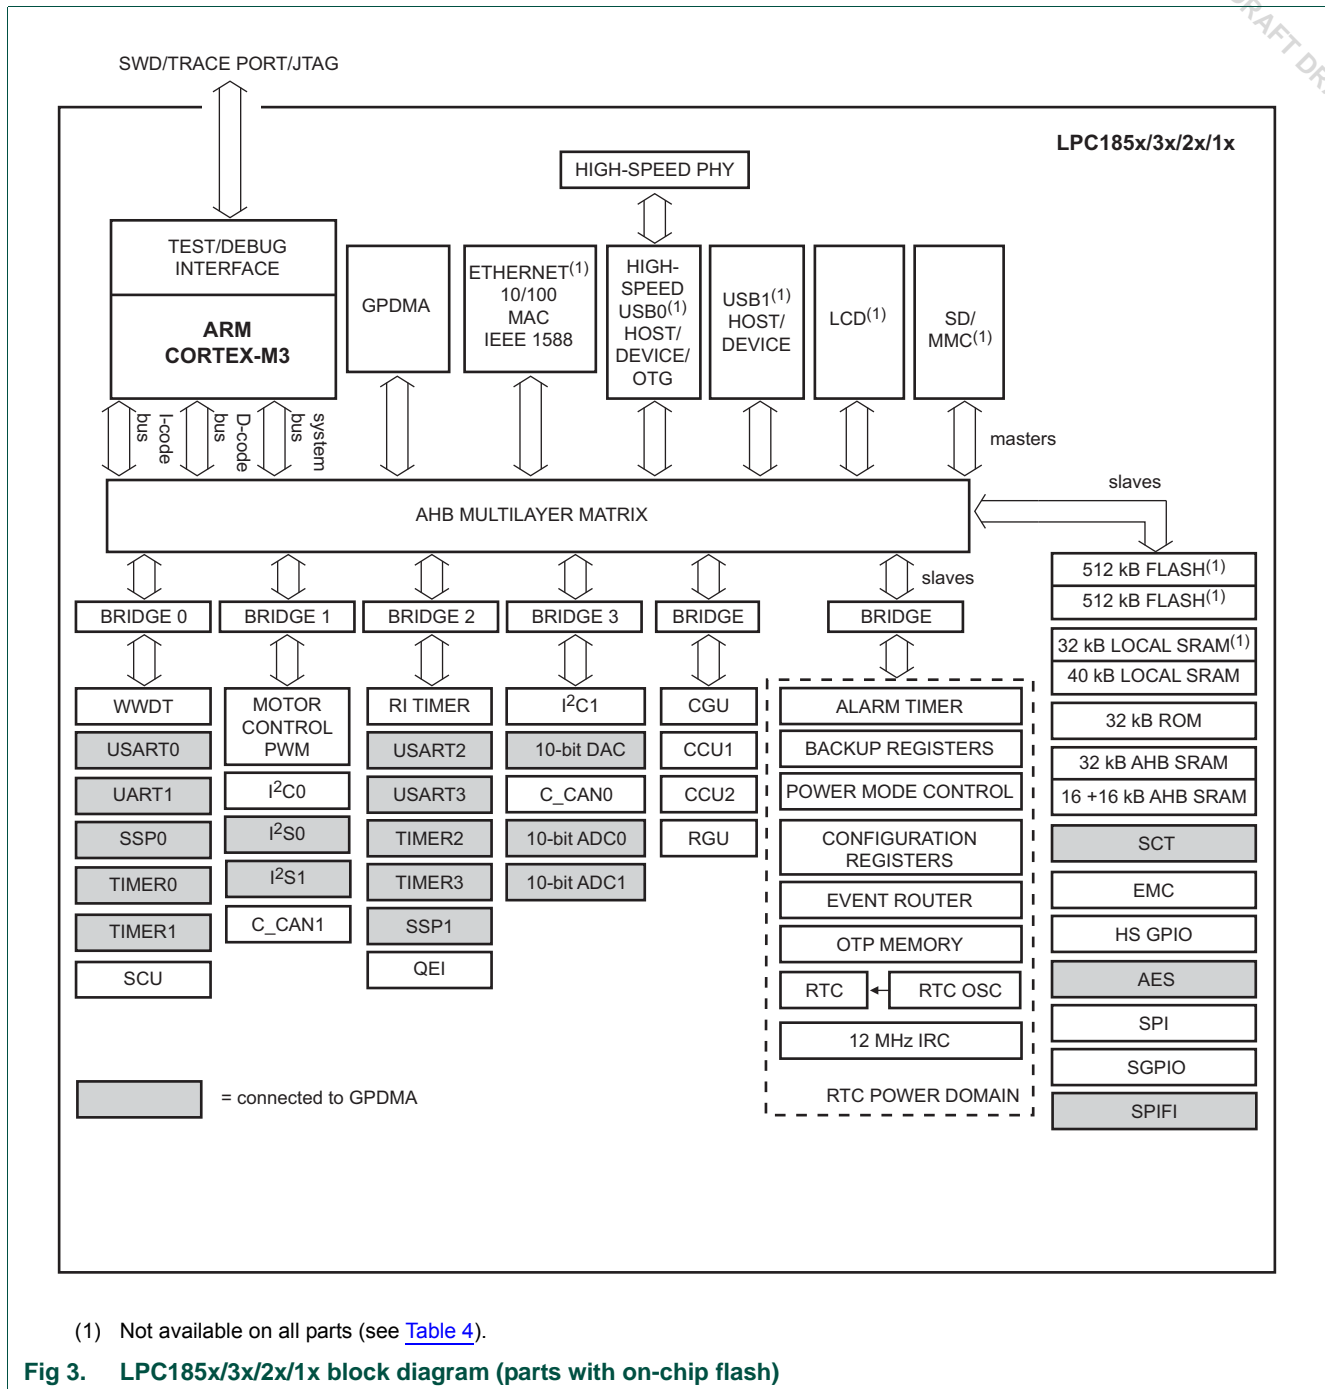 DRAFT DR
SWD/TRACE PORT/JTAG
LPC185x/3x/2x/1x
HIGH-SPEED PHY
TEST/DEBUG
INTERFACE
ARM
CORTEX-M3
GPDMA
ETHERNET(1)
10/100
MAC
IEEE 1588
HIGH-
SPEED
USB0(1)
HOST/
DEVICE/
OTG
USB1(1)
HOST/
DEVICE
LCD(1)
SD/
MMC(1)
I-code
bus
D-code
bus
system
bus
masters
slaves
AHB MULTILAYER MATRIX
slaves
BRIDGE 0
BRIDGE 1
BRIDGE 2
BRIDGE 3
BRIDGE
BRIDGE
WWDT
USART0
UART1
SSP0
TIMER0
TIMER1
SCU
MOTOR
CONTROL
PWM
I2C0
I2S0
I2S1
C_CAN1
RI TIMER
USART2
USART3
TIMER2
TIMER3
SSP1
QEI
I2C1
10-bit DAC
C_CAN0
10-bit ADC0
10-bit ADC1
CGU
CCU1
CCU2
RGU
ALARM TIMER
BACKUP REGISTERS
POWER MODE CONTROL
CONFIGURATION
REGISTERS
EVENT ROUTER
OTP MEMORY
RTC
RTC OSC
12 MHz IRC
RTC POWER DOMAIN
512 kB FLASH(1)
512 kB FLASH(1)
32 kB LOCAL SRAM(1)
40 kB LOCAL SRAM
32 kB ROM
32 kB AHB SRAM
16 +16 kB AHB SRAM
SCT
EMC
HS GPIO
AES
SPI
SGPIO
SPIFI
= connected to GPDMA
(1) Not available on all parts (see Table 4).
Fig 3. LPC185x/3x/2x/1x block diagram (parts with on-chip flash)